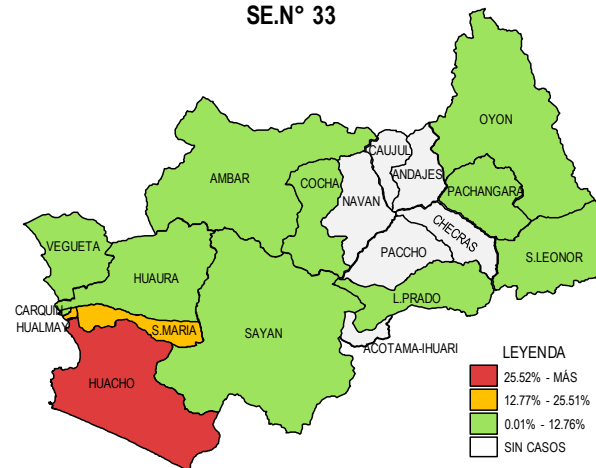 SE.N° 33
OYON
CAUJUL
ANDAJES
AMBAR
COCHA
NAVAN
PACHANGARA
CHECRAS
VEGUETA
PACCHO
S.LEONOR
HUAURA
L.PRADO
CARQUIN
HUALMAY
S.MARIA
SAYAN
ACOTAMA-IHUARI
HUACHO
LEYENDA
25.52% - MÁS
12.77% - 25.51%
0.01% - 12.76%
SIN CASOS